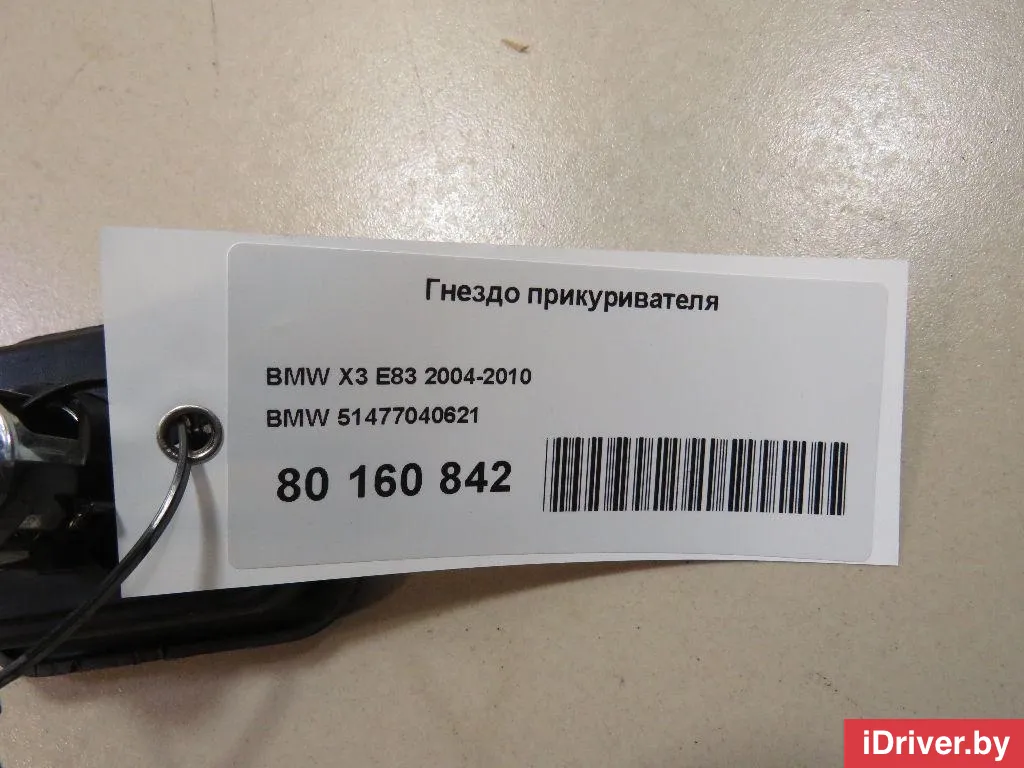 Гнездо прикуривателя
BMW X3 E83 2004-2010
BMW 51477040621
80 160 842
iDriver.by